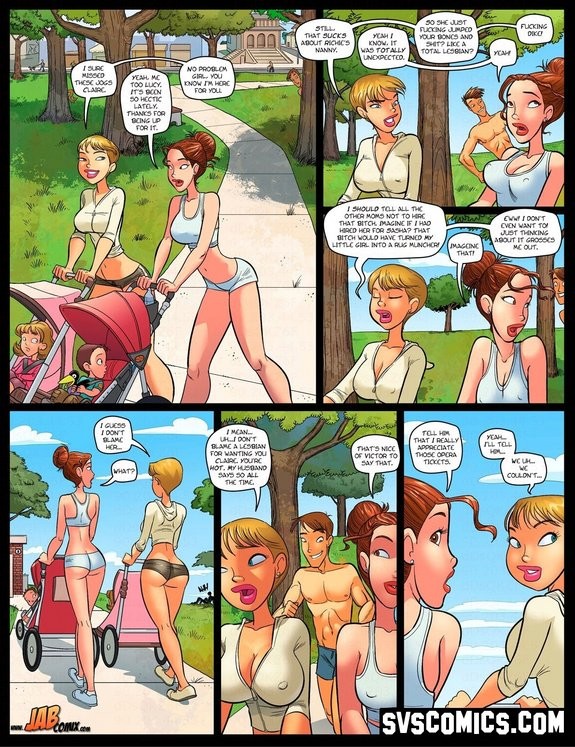 I SURE
MISSED
THESE JOGS
CLAIRE.
YEAH. ME
TOO LUCY.
IT'S BEEN
SO HECTIC
LATELY.
THANKS FOR
BEING UP
FOR IT.
NO PROBLEM
GIRL. YOU
KNOW I'M HERE
FOR YOU.
STILL
THAT SUCKS
ABOUT RICHIE'S
NANNY.
YEAH I
KNOW. IT
WAS TOTALLY
UNEXPECTED.
SO SHE JUST
FUCKING JUMPED
YOUR BONES AND
SHIT? LIKE A
TOTAL LESBIAN?
YEAH!
FUCKING
DIKE!
I SHOULD TELL ALL THE
OTHER MOMS NOT TO HIRE
THAT BITCH. IMAGINE IF I HAD
HIRED HER FOR SASHA? THAT
BITCH WOULD HAVE TURNED MY
LITTLE GIRL INTO A RUG MUNCHER!
IMAGINE
THAT!
EWW! I DON'T
EVEN WANT TO!
JUST THINKING
ABOUT IT GROSSES
ME OUT.
I GUESS
I DON'T
BLAME
HER...
WHAT?
I MEAN...
UH...I DON'T
BLAME A LESBIAN
FOR WANTING YOU
CLAIRE, YOU'RE
HOT. MY HUSBAND
SAYS SO ALL
THE TIME.
THAT'S NICE
OF VICTOR TO
SAY THAT.
TELL HIM
THAT I REALLY
APPRECIATE
THOSE OPERA
TICKETS.
YEAH...
I'LL TELL
HIM...
WE UH...
WE
COULDN'T...
www.JABCOMIX.com
SVSCOMICS.COM